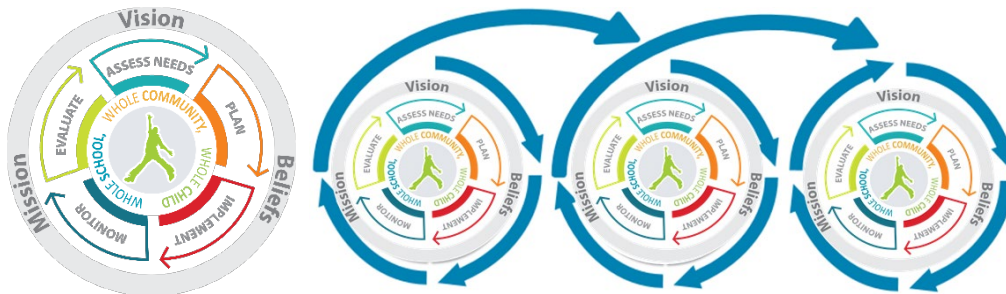 Vision
ASSESS NEEDS
PLAN
IMPLEMENT
MONITOR
EVALUATE
WHOLE COMMUNITY,
WHOLE SCHOOL,
WHOLE CHILD
Mission
Beliefs
Vision
ASSESS NEEDS
PLAN
IMPLEMENT
MONITOR
EVALUATE
WHOLE COMMUNITY,
WHOLE SCHOOL,
WHOLE CHILD
Mission
Beliefs
Vision
ASSESS NEEDS
PLAN
IMPLEMENT
MONITOR
EVALUATE
WHOLE COMMUNITY,
WHOLE SCHOOL,
WHOLE CHILD
Mission
Beliefs
Vision
ASSESS NEEDS
PLAN
IMPLEMENT
MONITOR
EVALUATE
WHOLE COMMUNITY,
WHOLE SCHOOL,
WHOLE CHILD
Mission
Beliefs